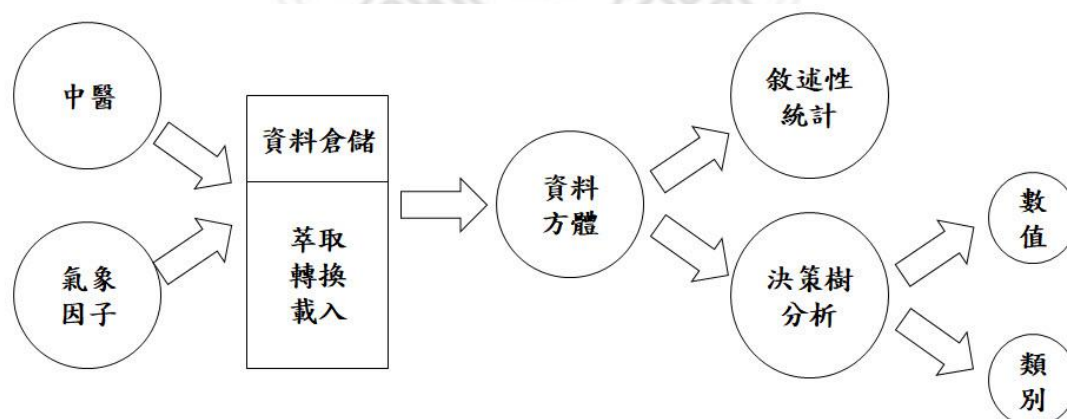 中醫
氣象
因子
資料倉儲
萃取
轉換
載入
資料
方體
敘述性
統計
決策樹
分析
數
值
類
別